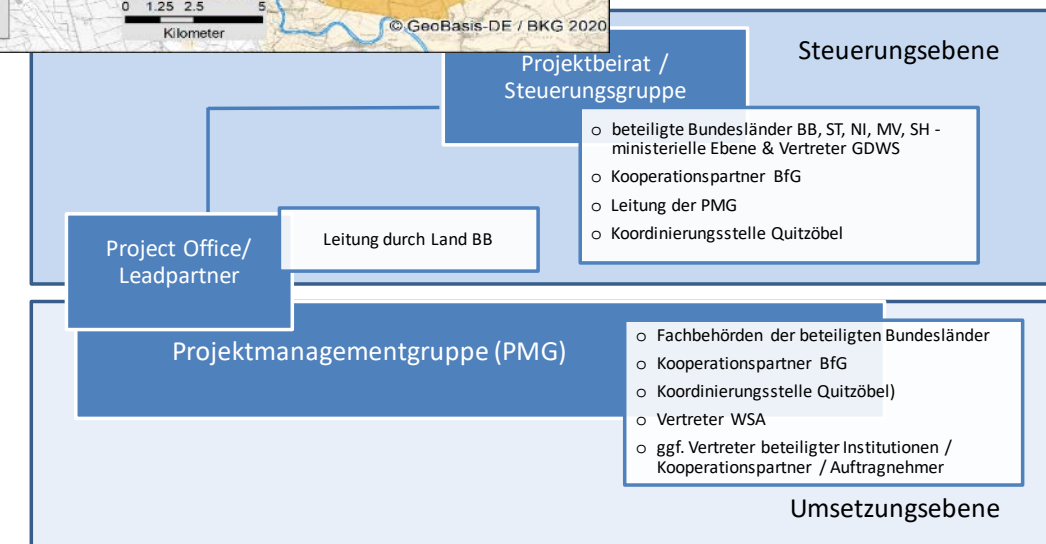 0 1.25 2.5 5
Kilometer
© GeoBasis-DE / BKG 2020
Steuerungsebene
Projektbeirat /
Steuerungsgruppe
o beteiligte Bundesländer BB, ST, NI, MV, SH -
ministerielle Ebene & Vertreter GDWS
o Kooperationspartner BfG
o Leitung der PMG
o Koordinierungsstelle Quitzöbel
Project Office/
Leadpartner
Leitung durch Land BB
Projektmanagementgruppe (PMG)
o Fachbehörden der beteiligten Bundesländer
o Kooperationspartner BfG
o Koordinierungsstelle Quitzöbel)
o Vertreter WSA
o ggf. Vertreter beteiligter Institutionen /
Kooperationspartner / Auftragnehmer
Umsetzungsebene